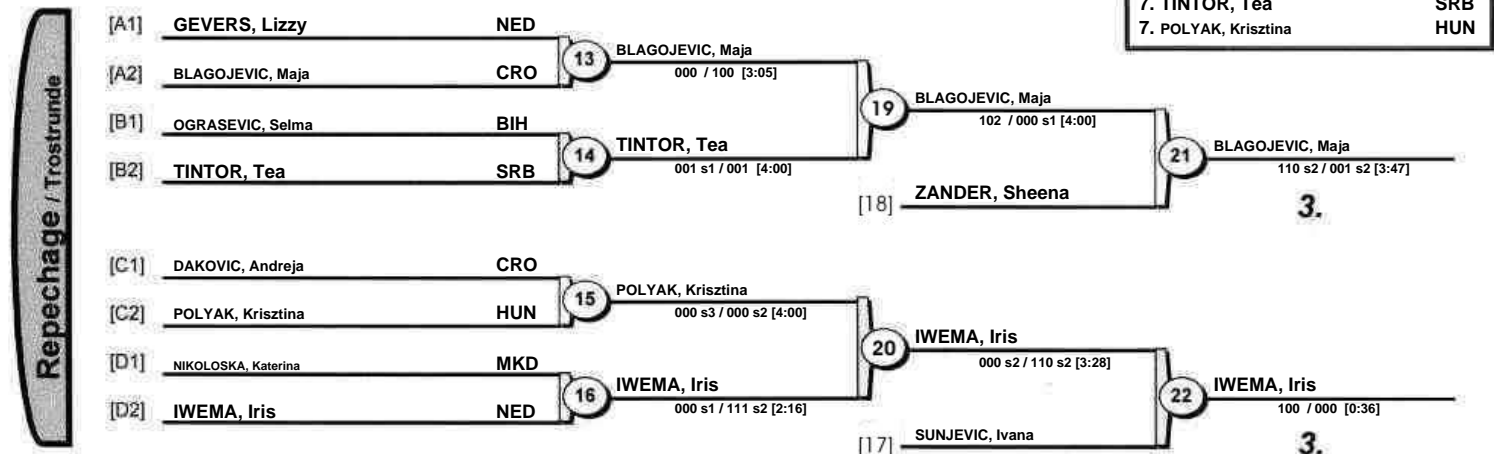 7. TINTOR, Tea SRB
7. POLYAK, Krisztina HUN
Repechage / Trostrunde
[A1] GEVERS, Lizzy NED
[A2] BLAGOJEVIC, Maja CRO
13
BLAGOJEVIC, Maja
000 / 100 [3:05]
[B1] OGRASEVIC, Selma BIH
[B2] TINTOR, Tea SRB
14
TINTOR, Tea
001 s1 / 001 [4:00]
19
BLAGOJEVIC, Maja
102 / 000 s1 [4:00]
[18] ZANDER, Sheena
21
BLAGOJEVIC, Maja
110 s2 / 001 s2 [3:47]
3.
[C1] DAKOVIC, Andreja CRO
[C2] POLYAK, Krisztina HUN
15
POLYAK, Krisztina
000 s3 / 000 s2 [4:00]
[D1] NIKOLOSKA, Katerina MKD
[D2] IWEMA, Iris NED
16
IWEMA, Iris
000 s1 / 111 s2 [2:16]
20
IWEMA, Iris
000 s2 / 110 s2 [3:28]
[17] SUNJEVIC, Ivana
22
IWEMA, Iris
100 / 000 [0:36]
3.